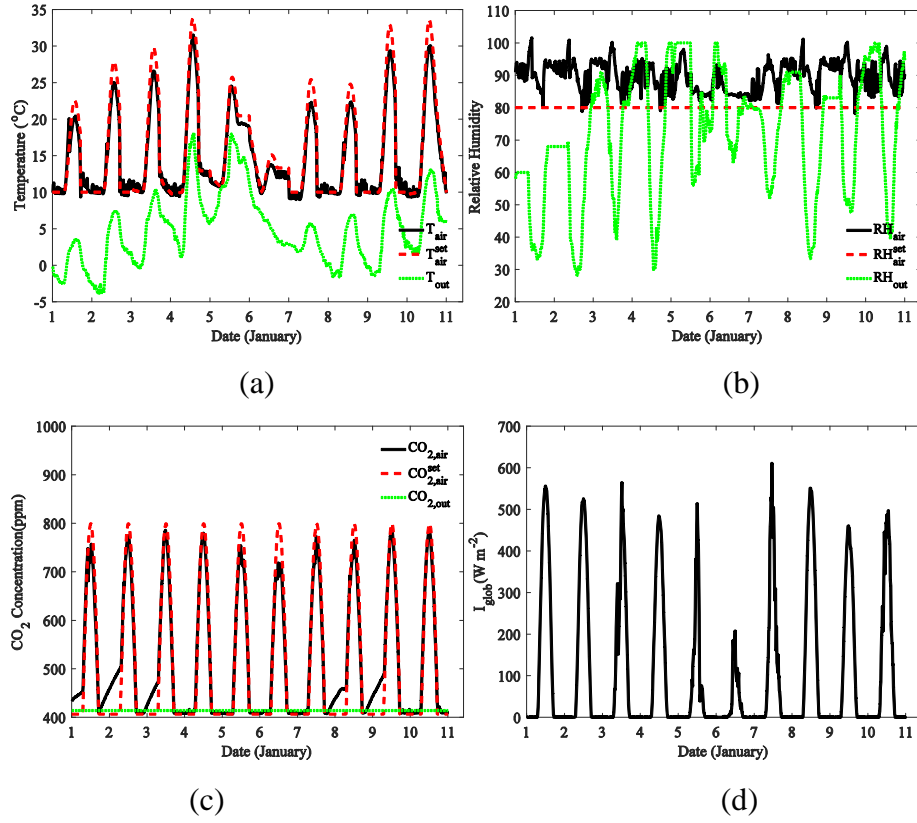 35
30
25
20
15
10
5
0
-5
Temperature (°C)
T_air
T_air^set
T_out
1 2 3 4 5 6 7 8 9 10 11
Date (January)
(a)
110
100
90
80
70
60
50
40
30
20
Relative Humidity
RH_air
RH_air^set
RH_out
1 2 3 4 5 6 7 8 9 10 11
Date (January)
(b)
1000
900
800
700
600
500
400
CO_2 Concentration(ppm)
CO_2,air
CO_2,air^set
CO_2,out
1 2 3 4 5 6 7 8 9 10 11
Date (January)
(c)
700
600
500
400
300
200
100
0
I_glob(W m^-2)
1 2 3 4 5 6 7 8 9 10 11
Date (January)
(d)